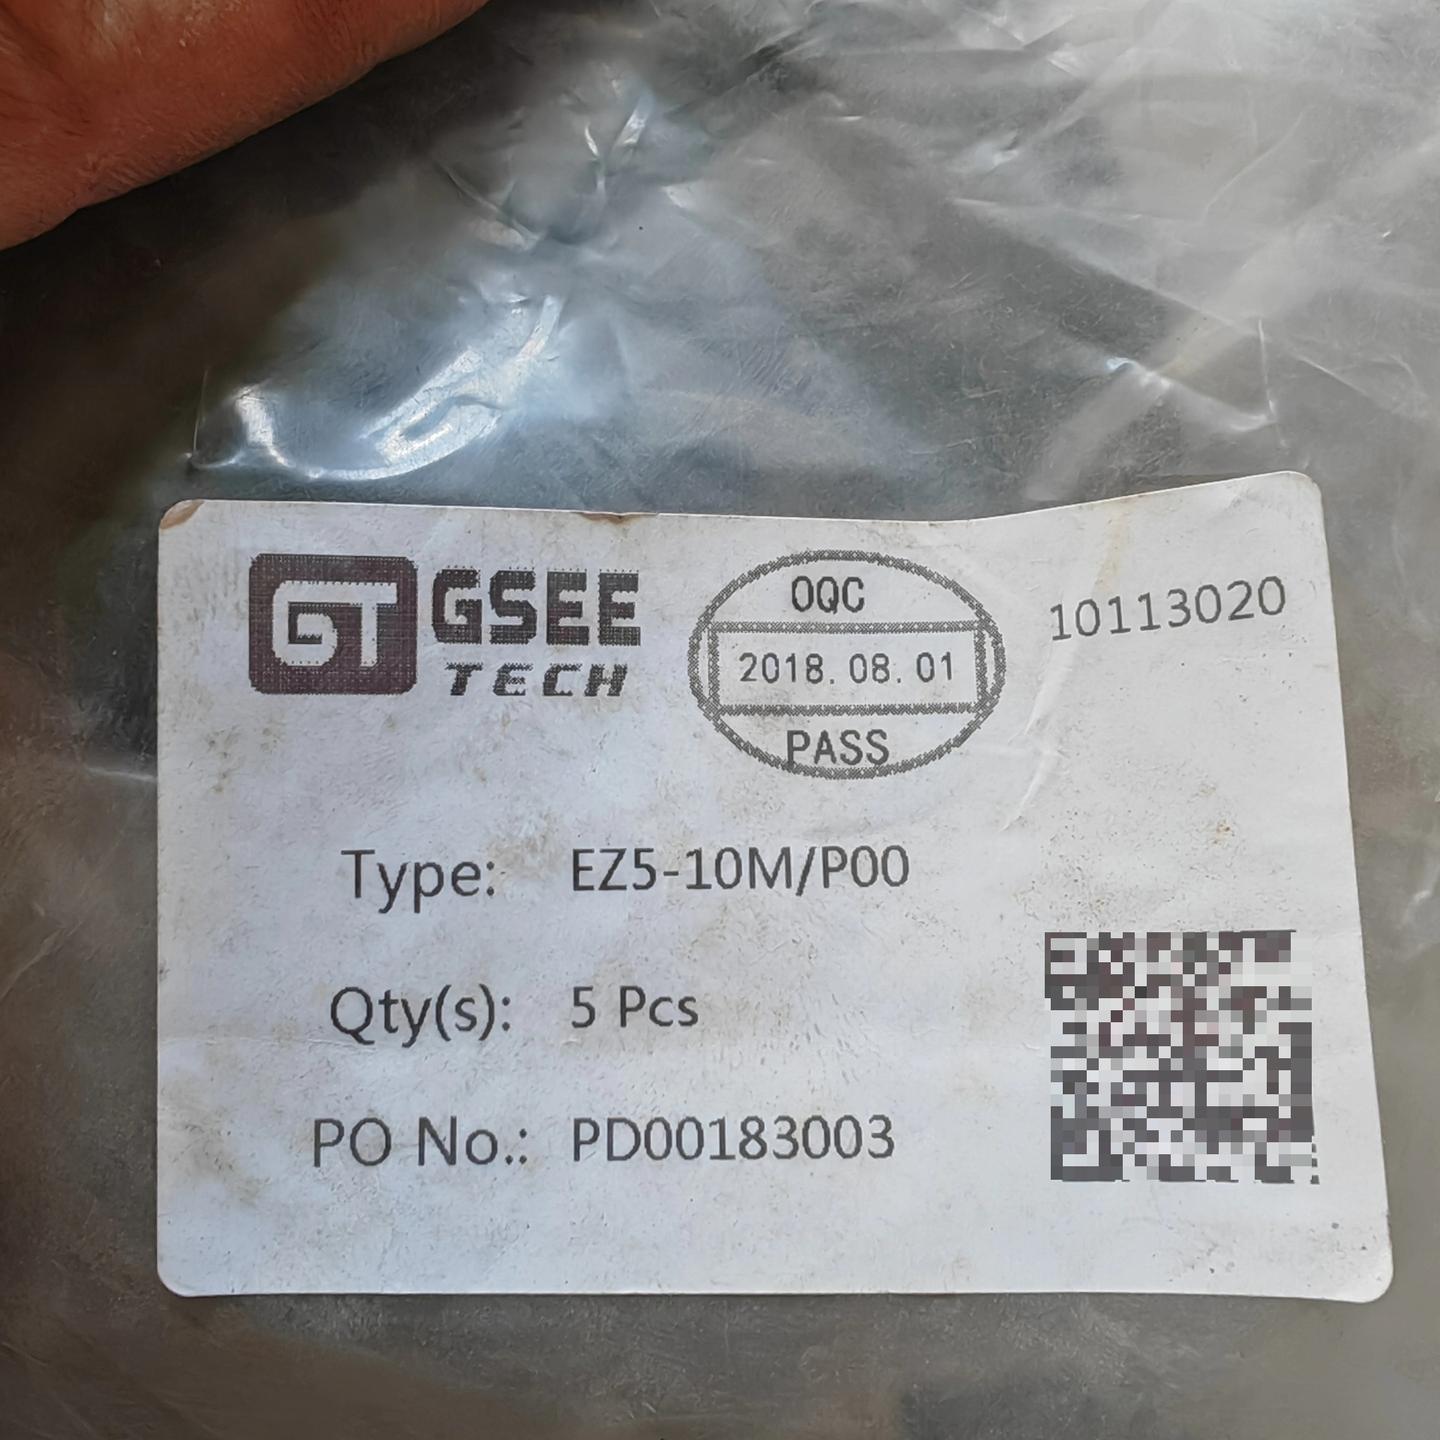 GT GSEE
TECH
OQC
2018.08.01
PASS
10113020
Type: EZ5-10M/P00
Qty(s): 5 Pcs
PO No.: PD00183003